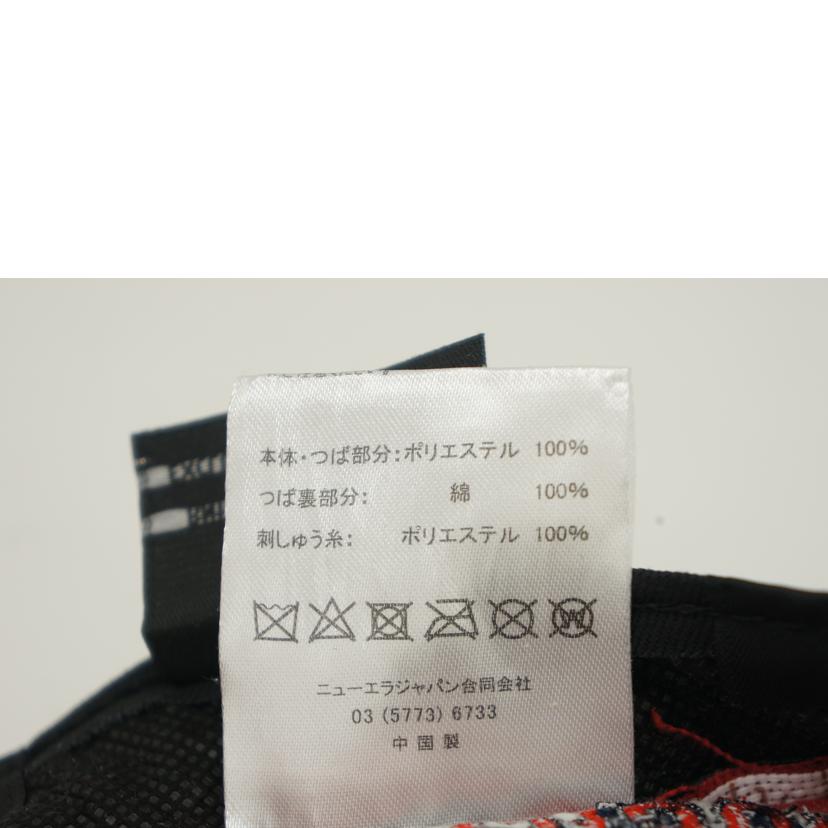 本体・つば部分：ポリエステル 100%
つば裏部分： 綿 100%
刺しゅう糸： ポリエステル 100%
ニューエラジャパン合同会社
03 (5773) 6733
中国製